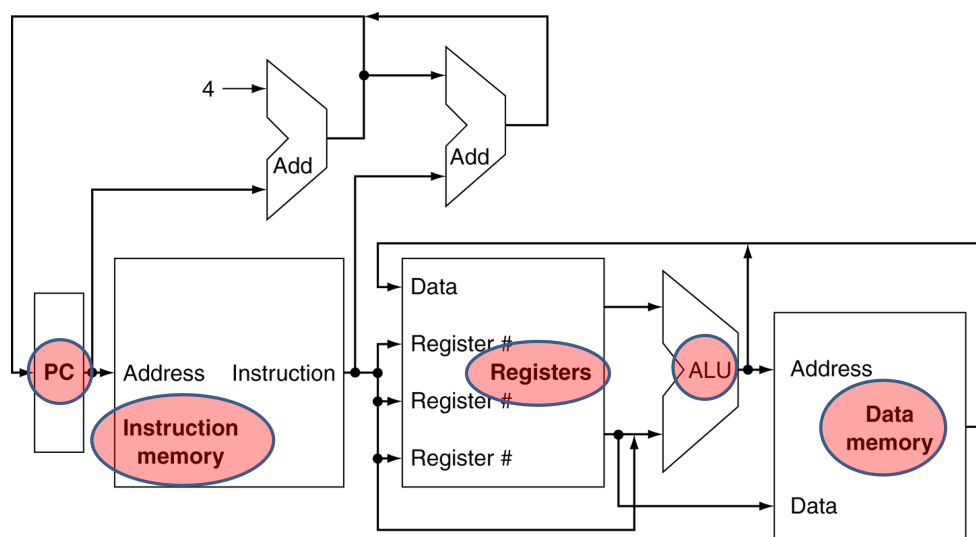 4
Add
Add
Data
Register #
Register #
Register #
Registers
PC
Address
Instruction
Instruction
memory
ALU
Address
Data
memory
Data